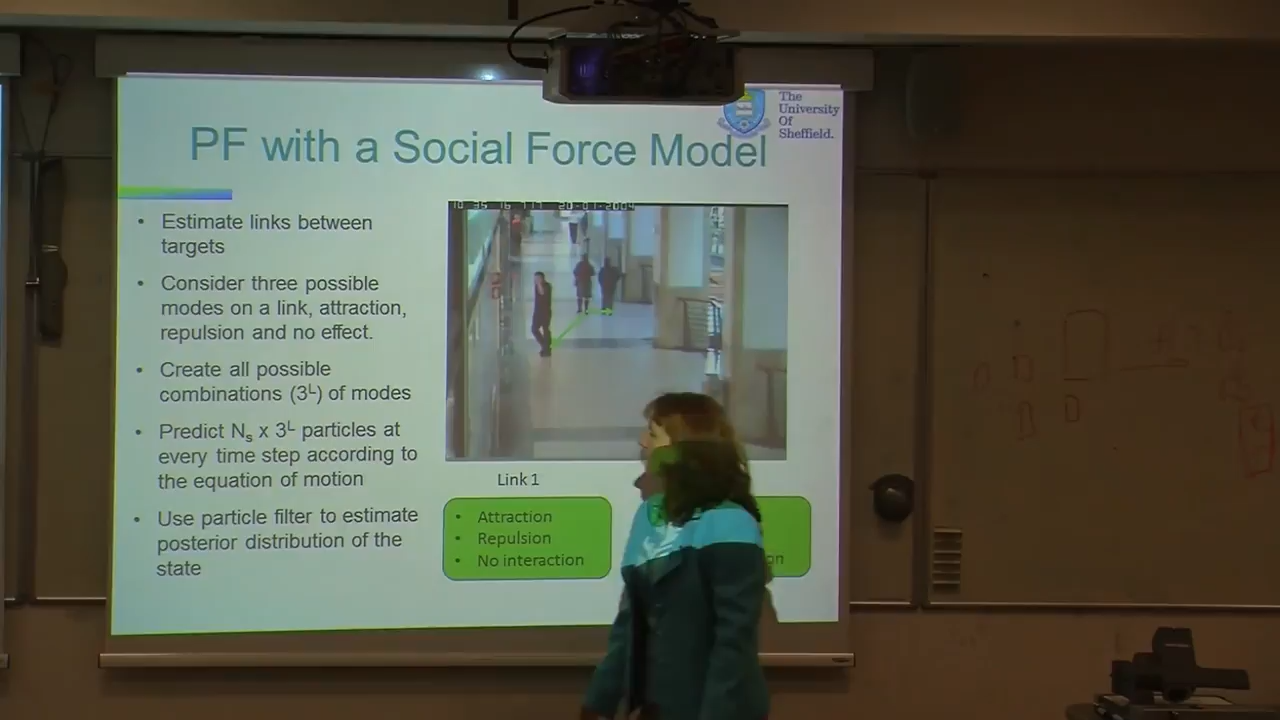 The
University
Of
Sheffield.
PF with a Social Force Model
• Estimate links between
targets
• Consider three possible
modes on a link, attraction,
repulsion and no effect.
• Create all possible
combinations (3ᴸ) of modes
• Predict Nₛ x 3ᴸ particles at
every time step according to
the equation of motion
• Use particle filter to estimate
posterior distribution of the
state
Link 1
• Attraction
• Repulsion
• No interaction